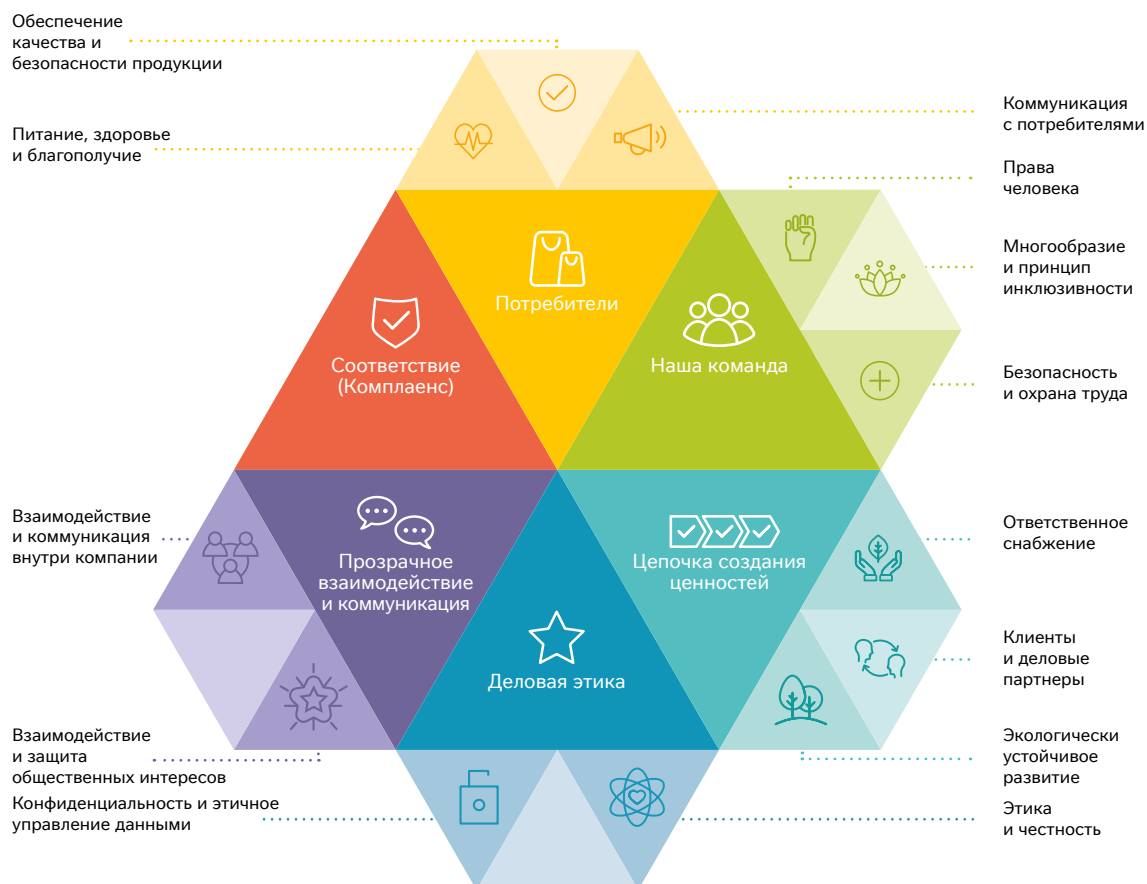 Обеспечение
качества и
безопасности продукции
Питание, здоровье
и благополучие
Коммуникация
с потребителями
Права
человека
Многообразие
и принцип
инклюзивности
Безопасность
и охрана труда
Потребители
Соответствие
(Комплаенс)
Наша команда
Прозрачное
взаимодействие
и коммуникация
Цепочка создания
ценностей
Деловая этика
Взаимодействие
и коммуникация
внутри компании
Взаимодействие
и защита
общественных интересов
Конфиденциальность и этичное
управление данными
Ответственное
снабжение
Клиенты
и деловые
партнеры
Экологически
устойчивое
развитие
Этика
и честность